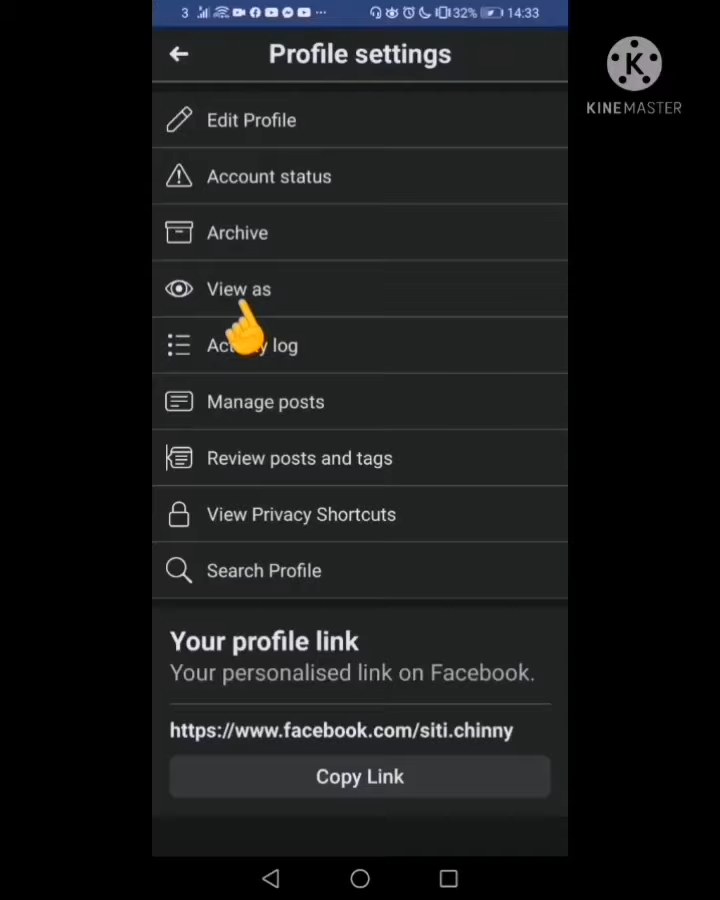 3 32% 14:33
Profile settings
K
KINEMASTER
Edit Profile
Account status
Archive
View as
Activity log
Manage posts
Review posts and tags
View Privacy Shortcuts
Search Profile
Your profile link
Your personalised link on Facebook.
https://www.facebook.com/siti.chinny
Copy Link